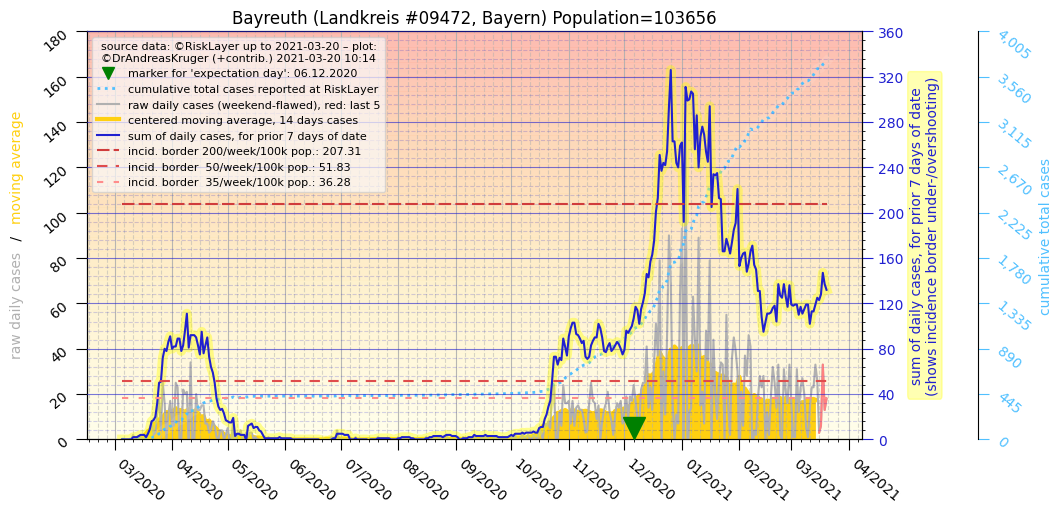 Bayreuth (Landkreis #09472, Bayern) Population=103656
source data: ©RiskLayer up to 2021-03-20 – plot:
©DrAndreasKruger (+contrib.) 2021-03-20 10:14
marker for 'expectation day': 06.12.2020
cumulative total cases reported at RiskLayer
raw daily cases (weekend-flawed), red: last 5
centered moving average, 14 days cases
sum of daily cases, for prior 7 days of date
incid. border 200/week/100k pop.: 207.31
incid. border  50/week/100k pop.: 51.83
incid. border  35/week/100k pop.: 36.28
raw daily cases / moving average
180
160
140
120
100
80
60
40
20
0
03/2020
04/2020
05/2020
06/2020
07/2020
08/2020
09/2020
10/2020
11/2020
12/2020
01/2021
02/2021
03/2021
04/2021
360
320
280
240
200
160
120
80
40
0
sum of daily cases, for prior 7 days of date
(shows incidence border under-/overshooting)
4,005
3,560
3,115
2,670
2,225
1,780
1,335
890
445
0
cumulative total cases